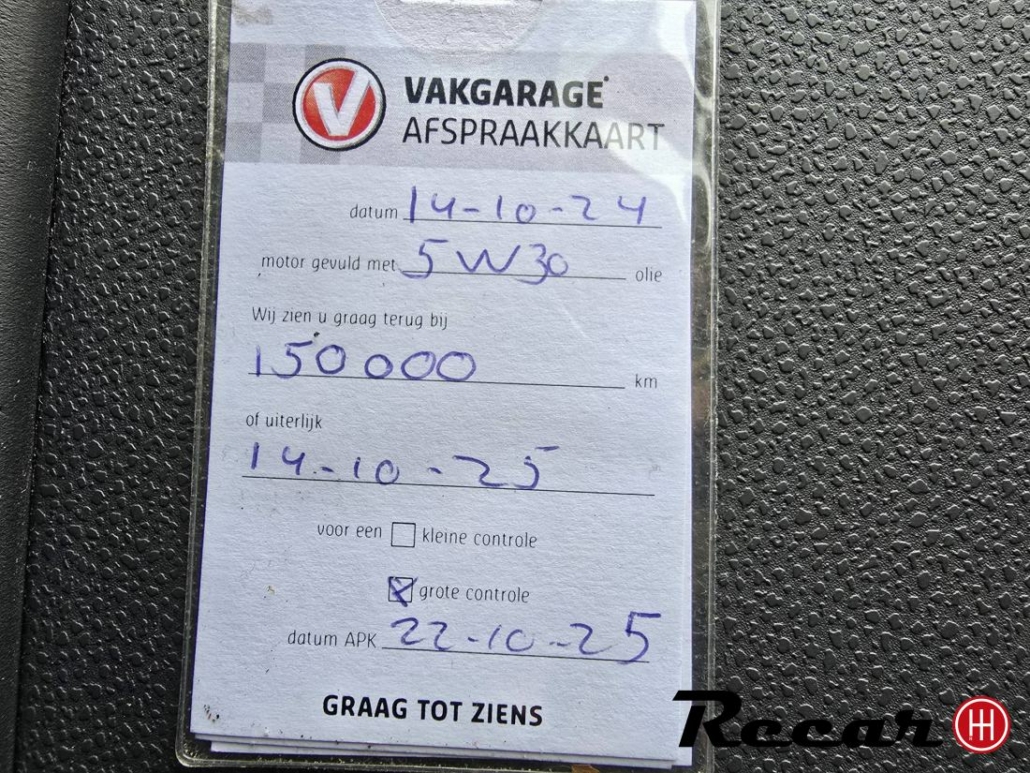 V
VAKGARAGE
AFSPRAAKKAART
datum 14-10-24
motor gevuld met 5W30 olie
Wij zien u graag terug bij
150000 km
of uiterlijk
14-10-25
voor een kleine controle
grote controle
datum APK 22-10-25
GRAAG TOT ZIENS
Recar H